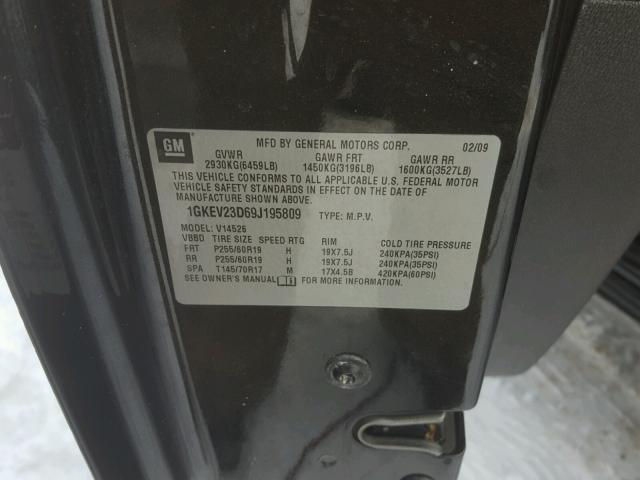 GM MFD BY GENERAL MOTORS CORP. 02/09
GVWR GAWR FRT GAWR RR
2930KG(6459LB) 1450KG(3196LB) 1600KG(3527LB)
THIS VEHICLE CONFORMS TO ALL APPLICABLE U.S. FEDERAL MOTOR
VEHICLE SAFETY STANDARDS IN EFFECT ON THE DATE OF
MANUFACTURE SHOWN ABOVE.
1GKEV23D69J195809 TYPE: M.P.V.
MODEL: V14526
VBBD TIRE SIZE SPEED RTG RIM COLD TIRE PRESSURE
FRT P255/60R19 H 19X7.5J 240KPA(35PSI)
RR P255/60R19 H 19X7.5J 240KPA(35PSI)
SPA T145/70R17 M 17X4.5B 420KPA(60PSI)
SEE OWNER'S MANUAL FOR MORE INFORMATION.